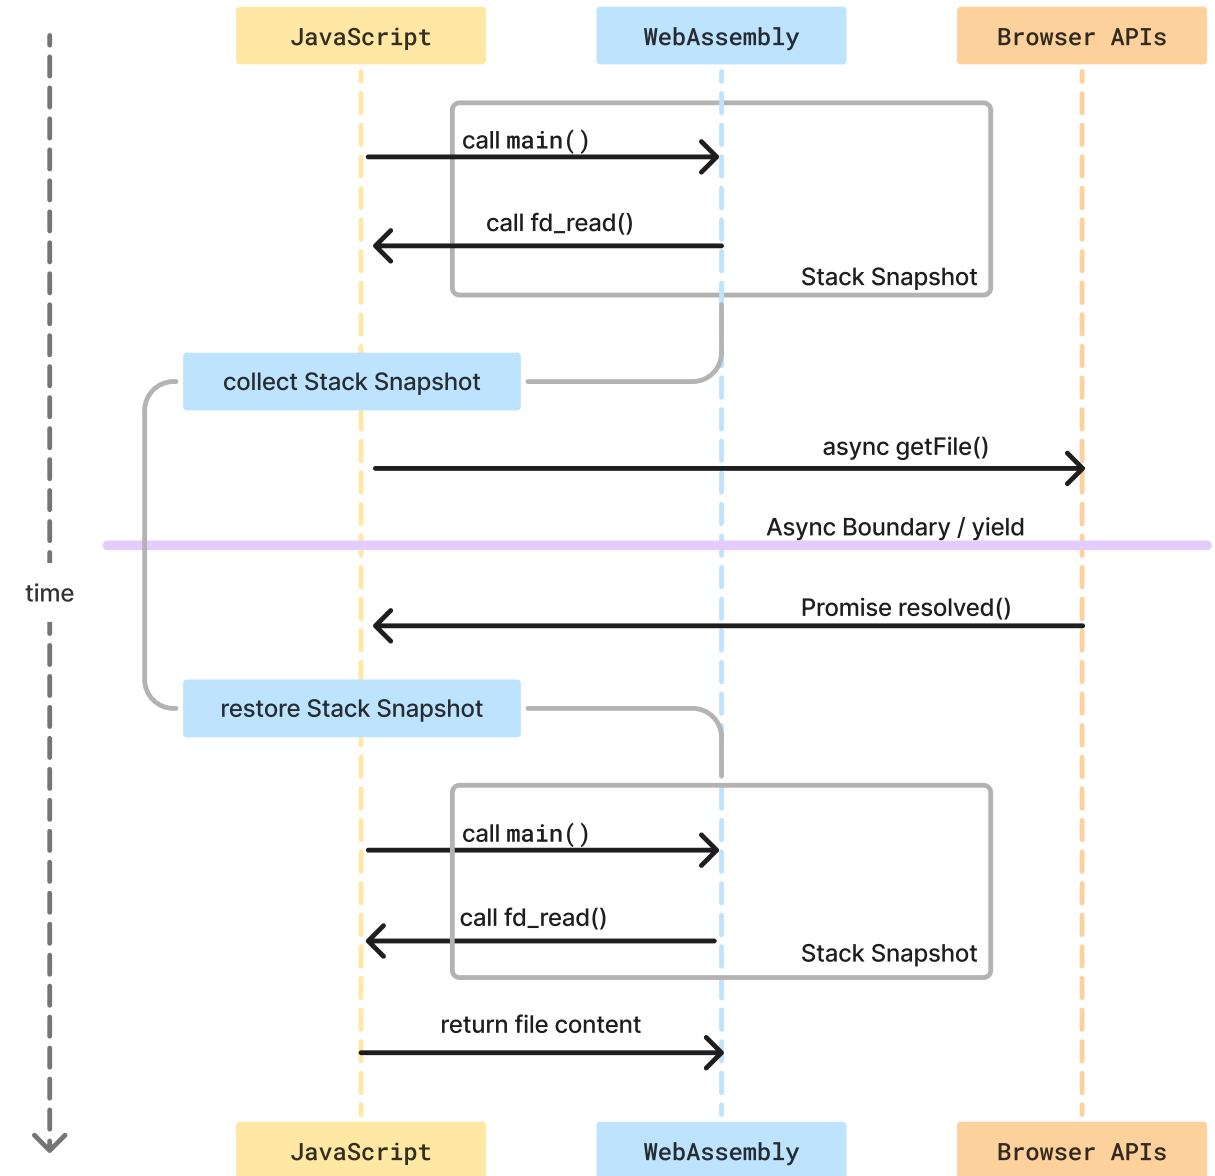 JavaScript WebAssembly Browser APIs
call main()
call fd_read()
Stack Snapshot
collect Stack Snapshot
async getFile()
Async Boundary / yield
time
Promise resolved()
restore Stack Snapshot
call main()
call fd_read()
Stack Snapshot
return file content
JavaScript WebAssembly Browser APIs